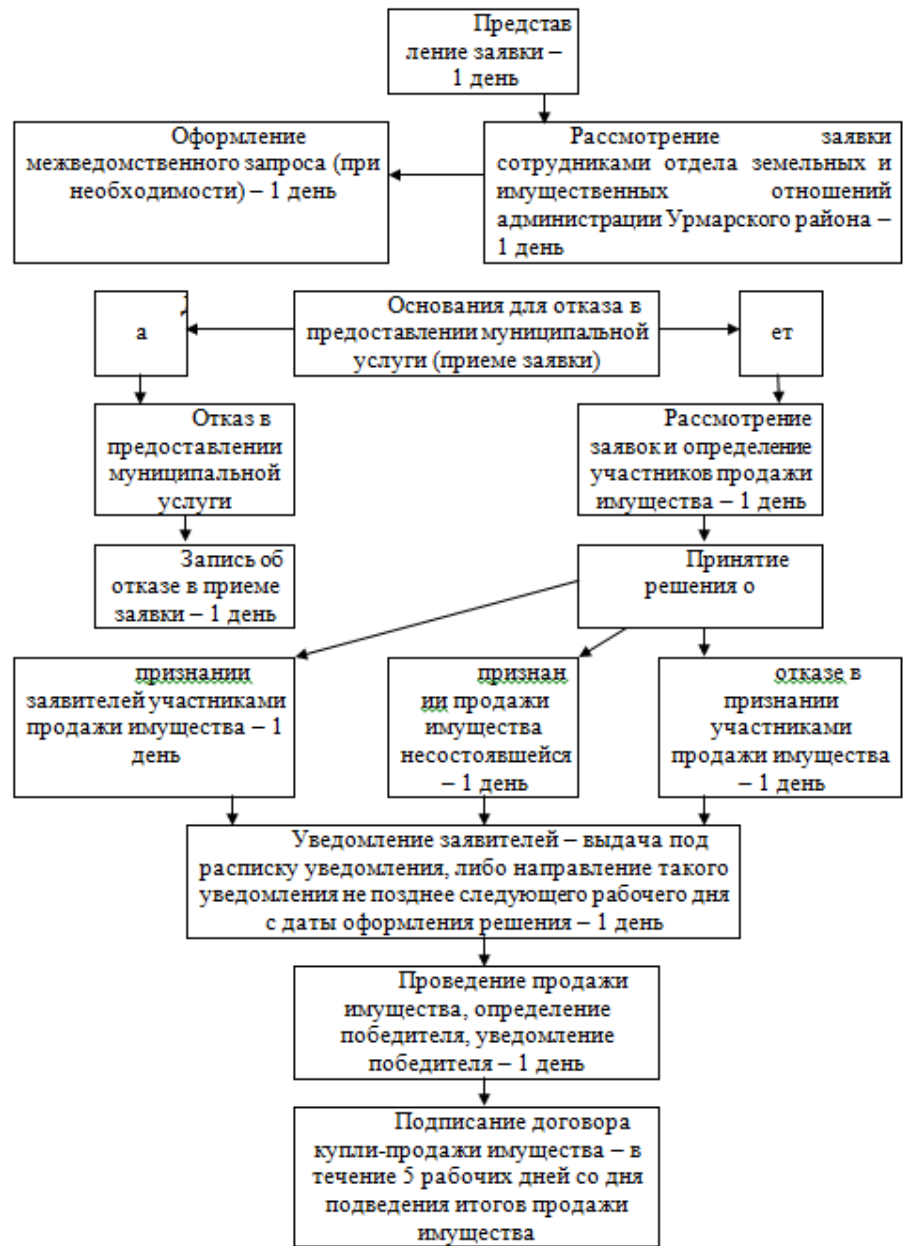 Представ
ление заявки –
1 день
Оформление
межведомственного запроса (при
необходимости) – 1 день
Рассмотрение заявки
сотрудниками отдела земельных и
имущественных отношений
администрации Урмарского района –
1 день
а
Основания для отказа в
предоставлении муниципальной
услуги (приеме заявки)
ет
Отказ в
предоставлении
муниципальной
услуги
Рассмотрение
заявок и определение
участников продажи
имущества – 1 день
Запись об
отказе в приеме
заявки – 1 день
Принятие
решения о
признании
заявителей участниками
продажи имущества – 1
день
признан
ии продажи
имущества
несостоявшейся
– 1 день
отказе в
признании
участниками
продажи имущества
– 1 день
Уведомление заявителей – выдача под
расписку уведомления, либо направление такого
уведомления не позднее следующего рабочего дня
с даты оформления решения – 1 день
Проведение продажи
имущества, определение
победителя, уведомление
победителя – 1 день
Подписание договора
купли-продажи имущества – в
течение 5 рабочих дней со дня
подведения итогов продажи
имущества